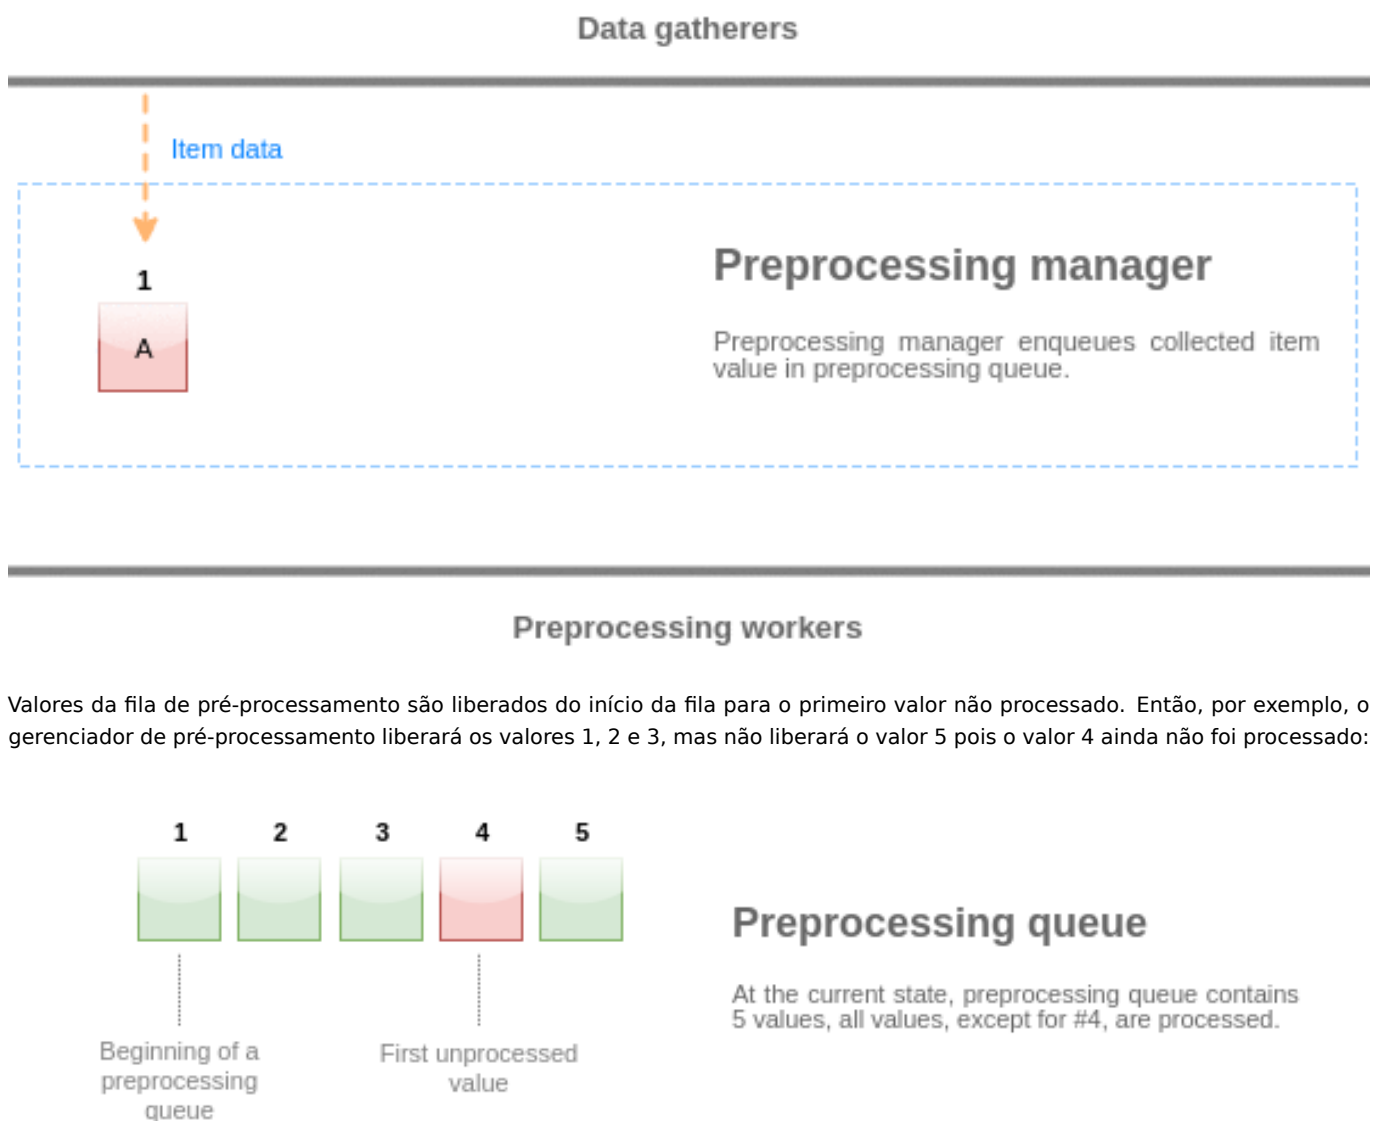 Data gatherers
Item data
1
A
Preprocessing manager
Preprocessing manager enqueues collected item
value in preprocessing queue.
Preprocessing workers
Valores da fila de pré-processamento são liberados do início da fila para o primeiro valor não processado. Então, por exemplo, o
gerenciador de pré-processamento liberará os valores 1, 2 e 3, mas não liberará o valor 5 pois o valor 4 ainda não foi processado:
1 2 3 4 5
Preprocessing queue
At the current state, preprocessing queue contains
5 values, all values, except for #4, are processed.
Beginning of a
preprocessing
queue
First unprocessed
value